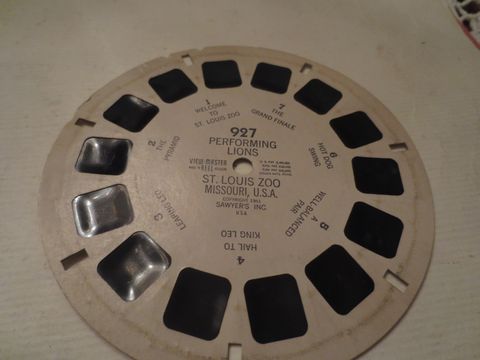 927
PERFORMING
LIONS
VIEW-MASTER
REEL
ST. LOUIS ZOO
MISSOURI, U.S.A.
SAWYER'S INC
U.S.A.
1
WELCOME
TO
ST. LOUIS ZOO
2
THE
PYRAMID
3
LEAPING LEO
4
HAIL TO
KING LEO
5
A
WELL-BALANCED
PAIR
6
HOT DOG
SWING
7
THE
GRAND FINALE